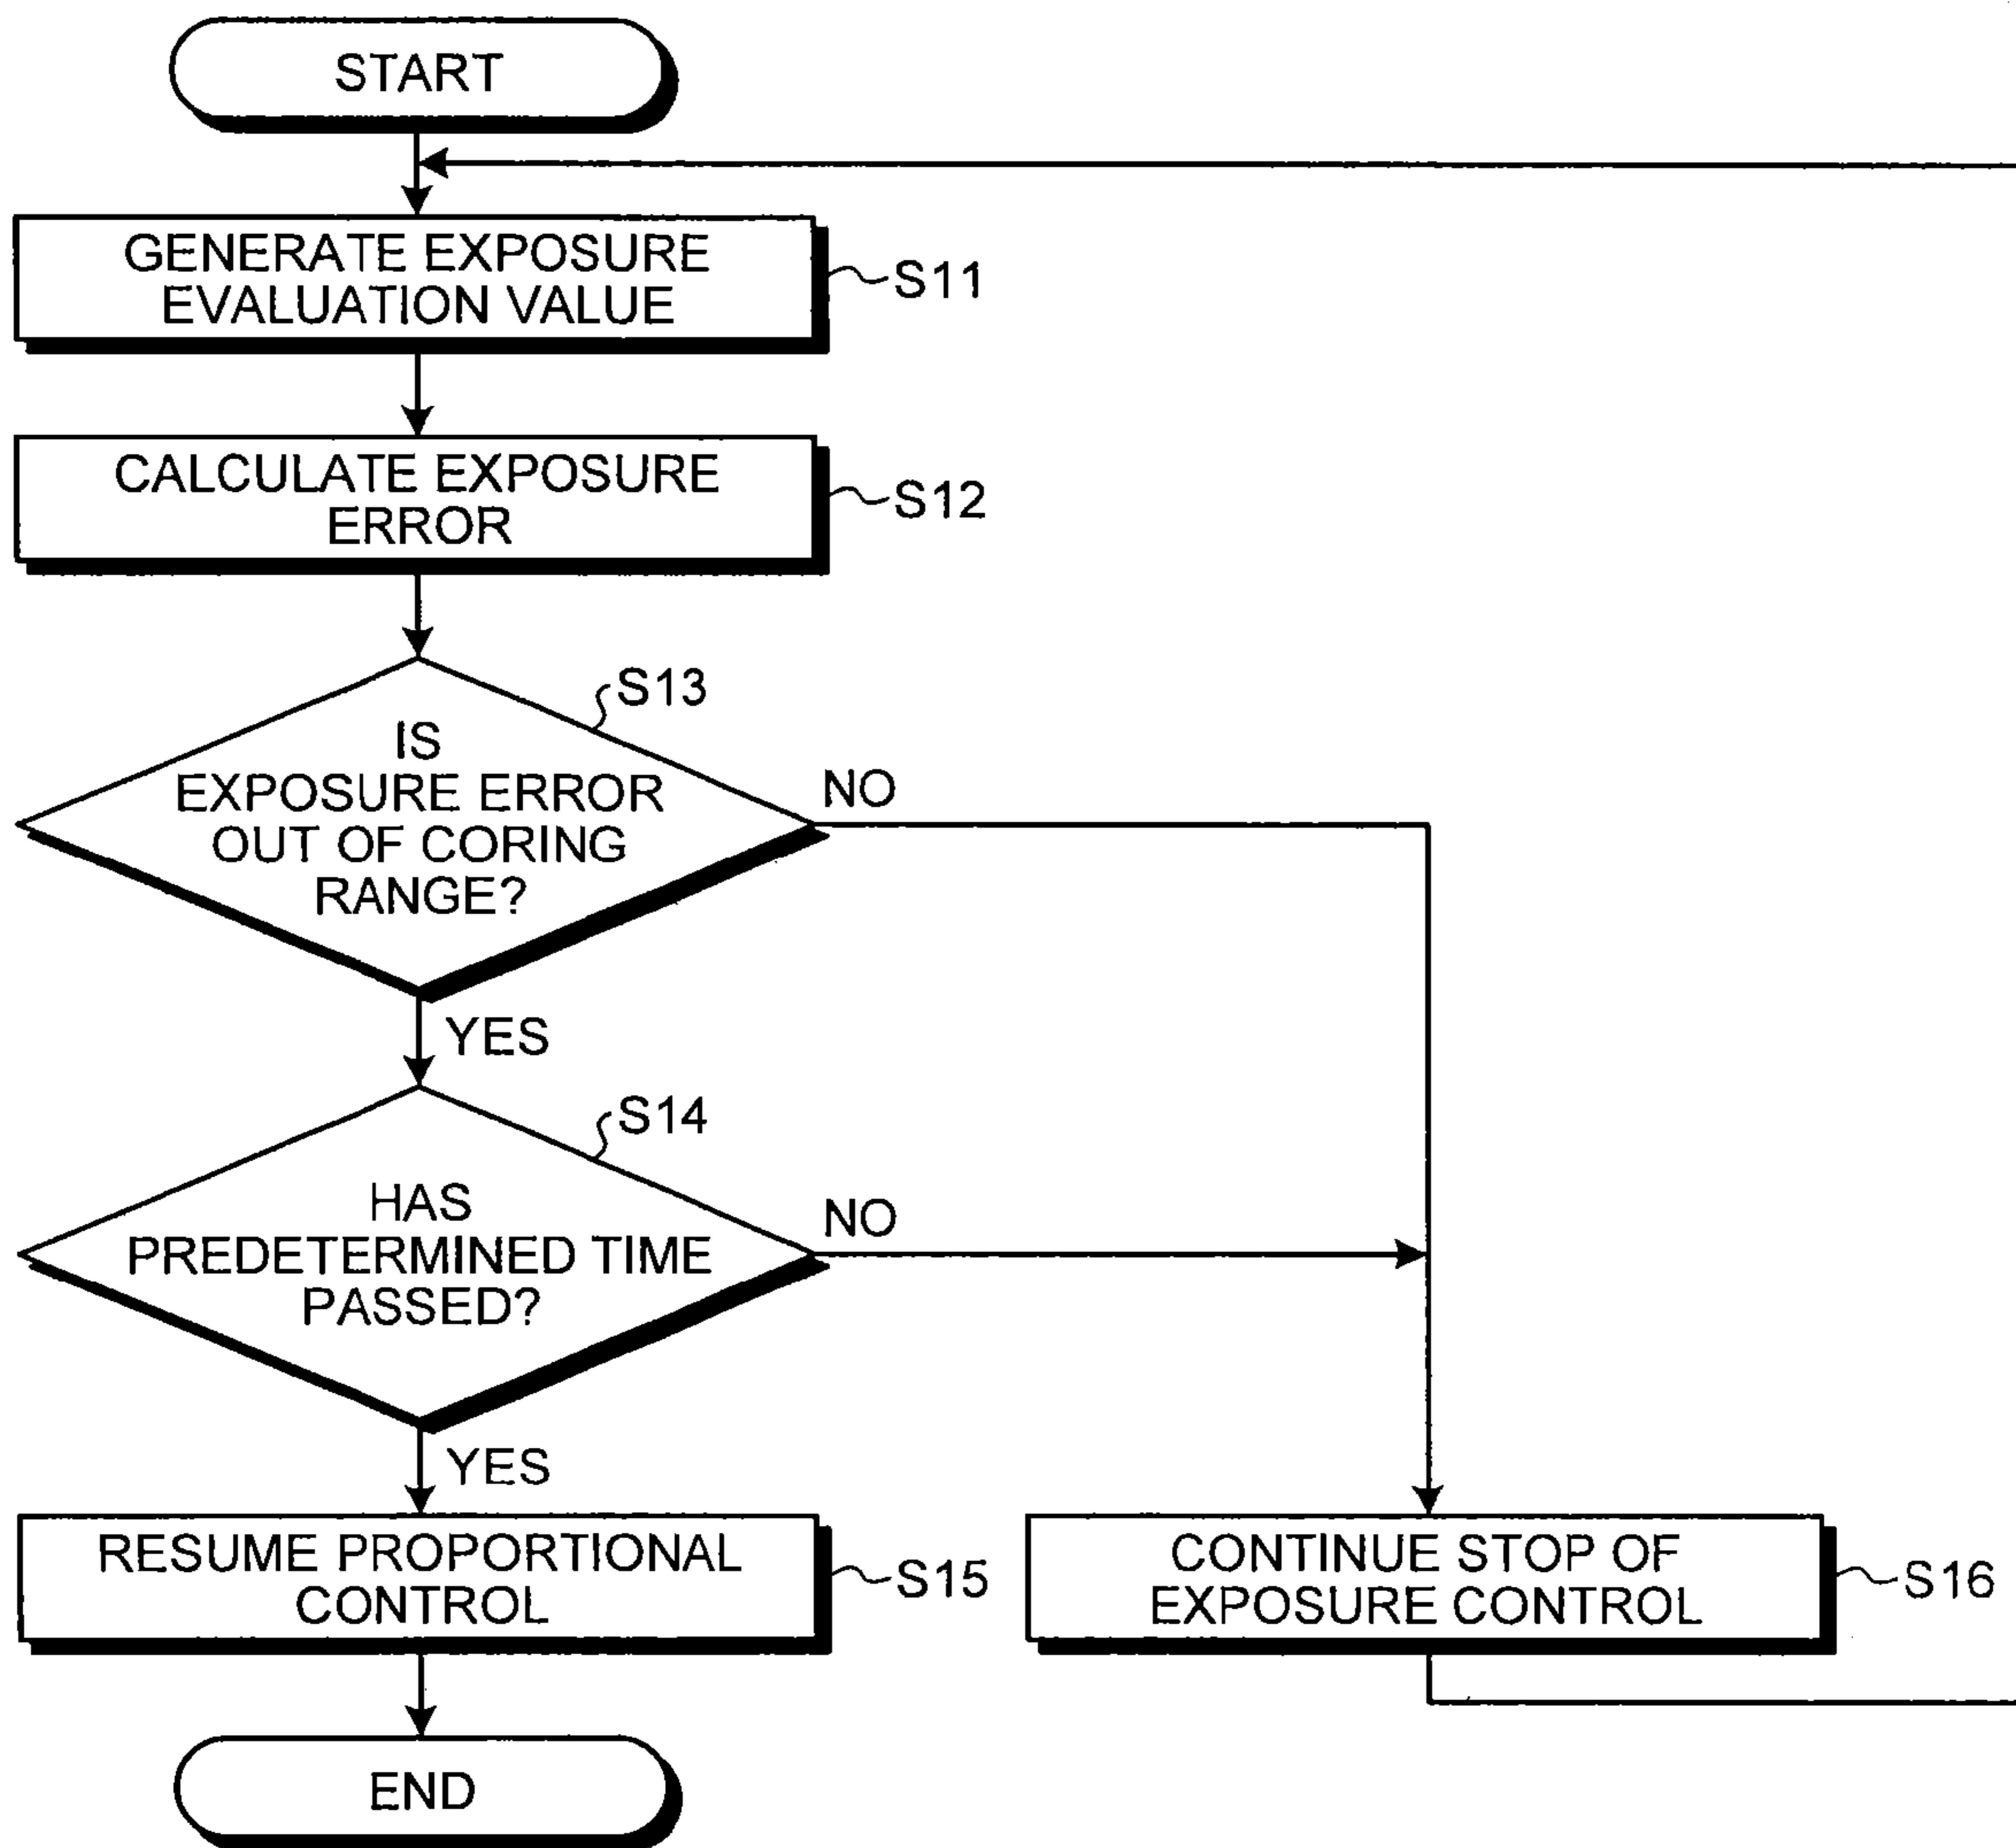 START
GENERATE EXPOSURE
EVALUATION VALUE
S11
CALCULATE EXPOSURE
ERROR
S12
S13
IS
EXPOSURE ERROR
OUT OF CORING
RANGE?
NO
YES
S14
HAS
PREDETERMINED TIME
PASSED?
NO
YES
RESUME PROPORTIONAL
CONTROL
S15
CONTINUE STOP OF
EXPOSURE CONTROL
S16
END